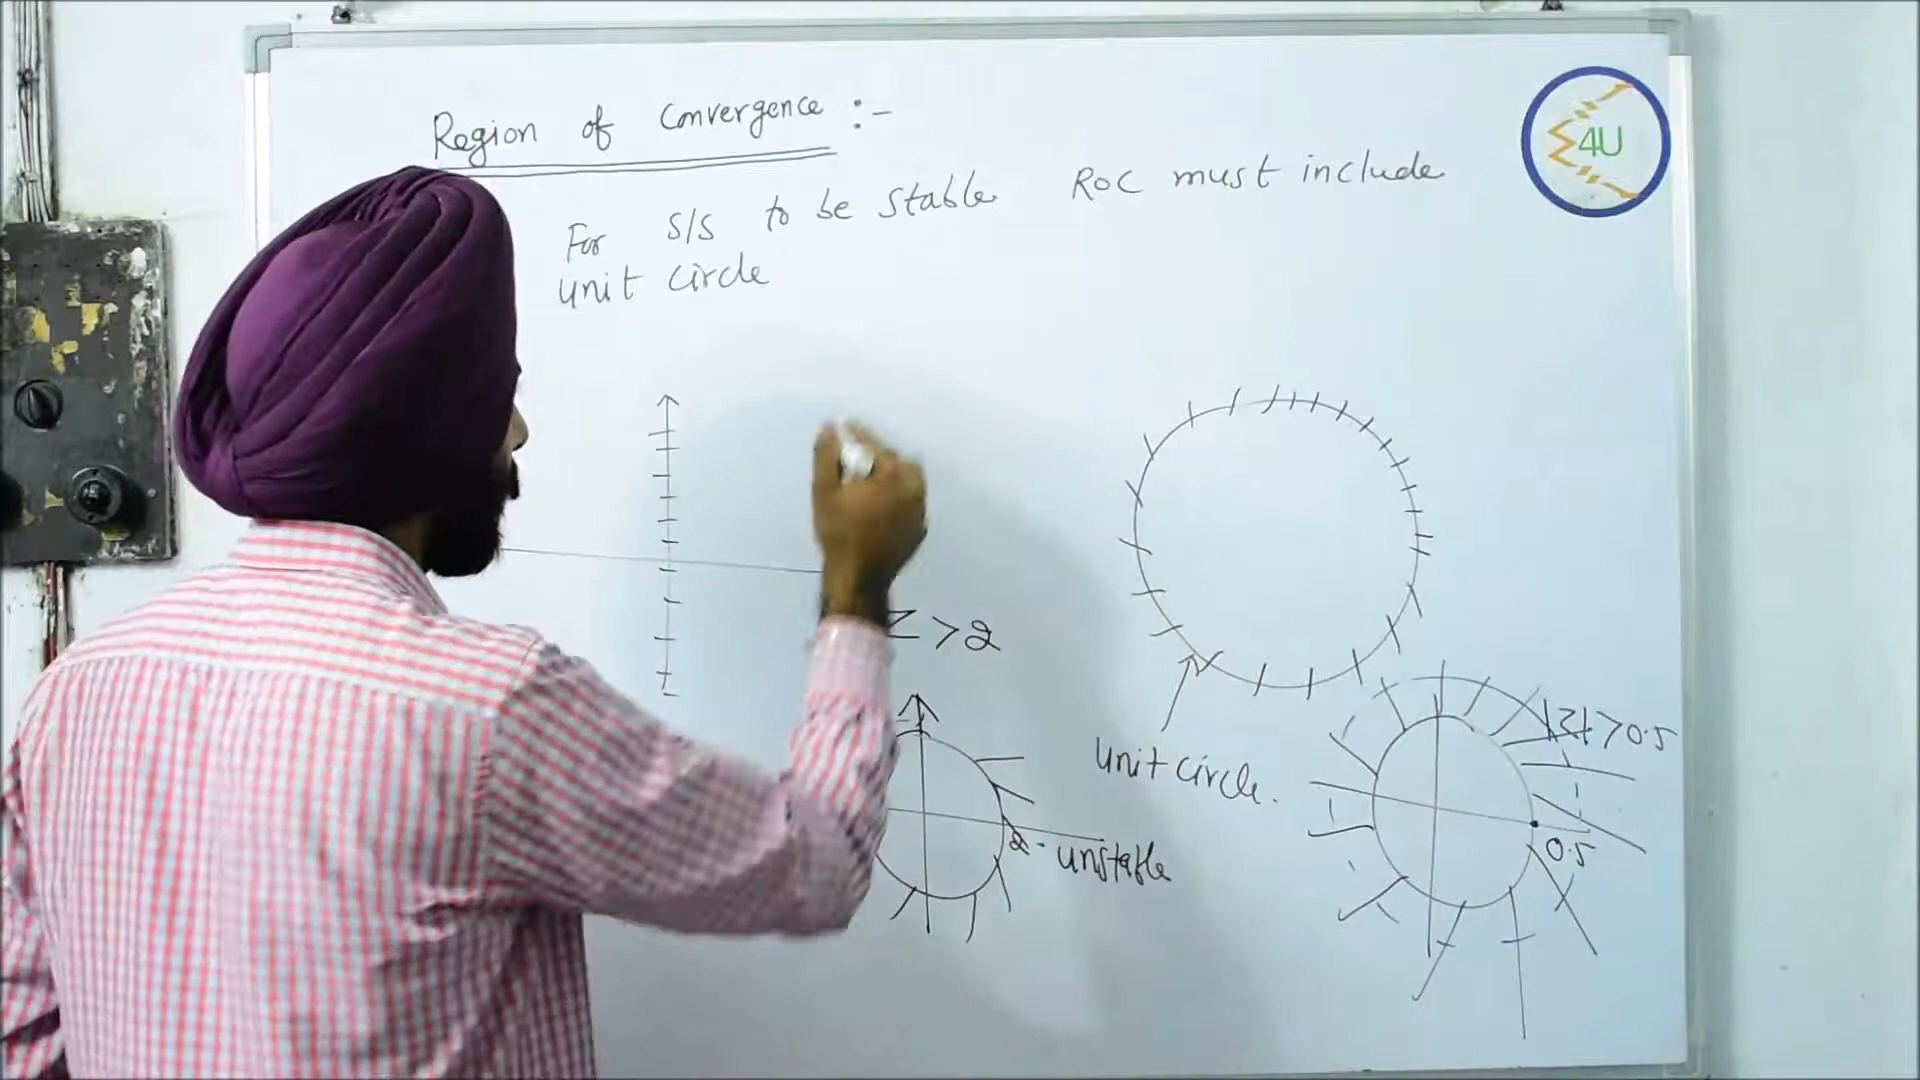 Region of Convergence :-
For S/S to be stable ROC must include
unit circle
4U
Z > 2
|Z| > 0.5
unit circle.
2 - unstable
0.5